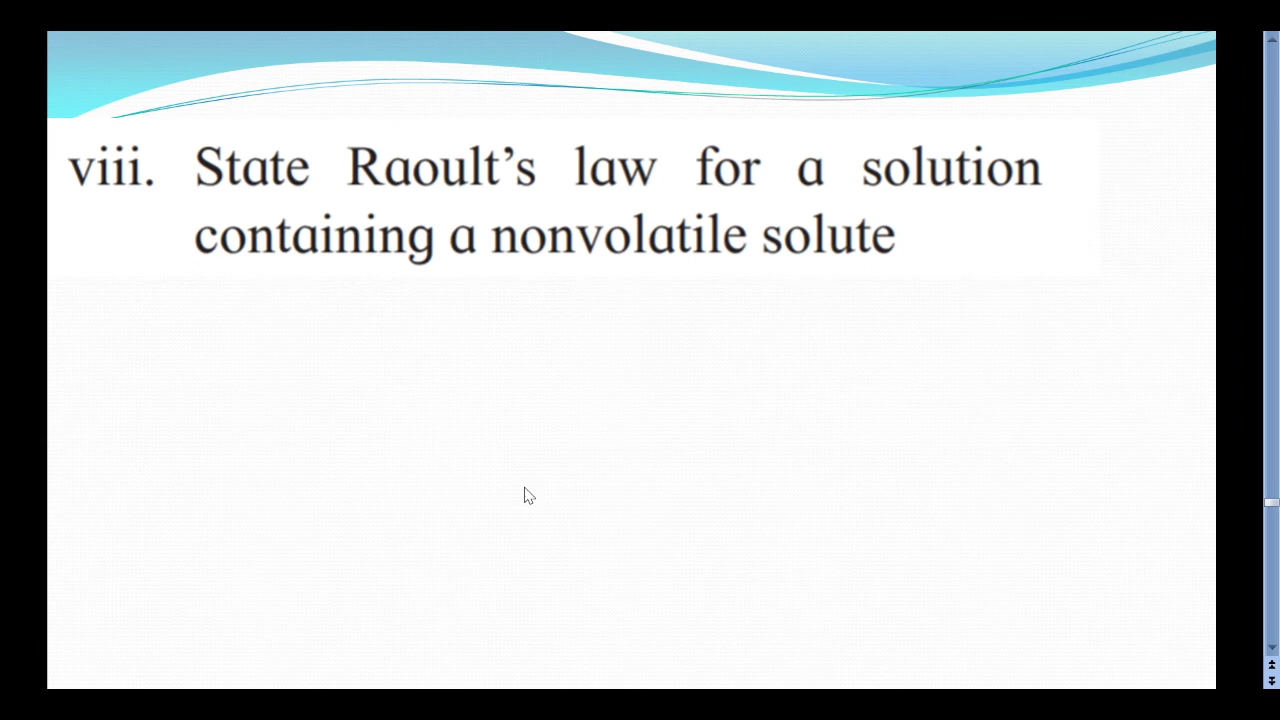 viii. State Raoult’s law for a solution
containing a nonvolatile solute